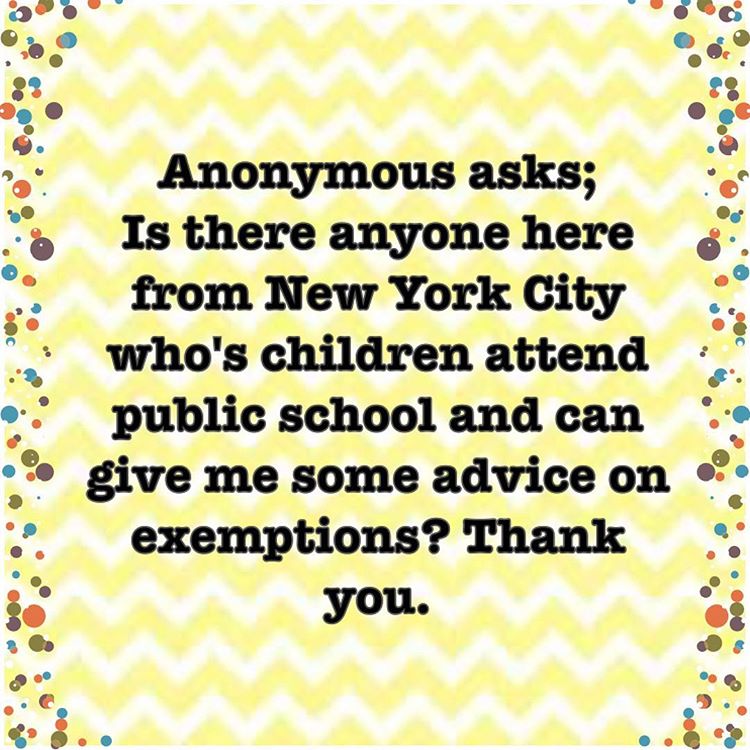 Anonymous asks;
Is there anyone here
from New York City
who's children attend
public school and can
give me some advice on
exemptions? Thank
you.